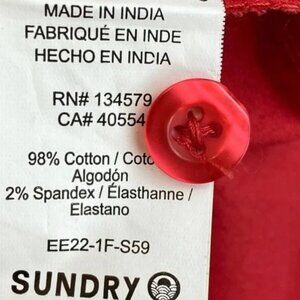 MADE IN INDIA
FABRIQUÉ EN INDE
HECHO EN INDIA
RN# 134579
CA# 40554
98% Cotton /
Algodón
2% Spandex / Élasthanne /
Elastano
EE22-1F-S59
SUNDRY